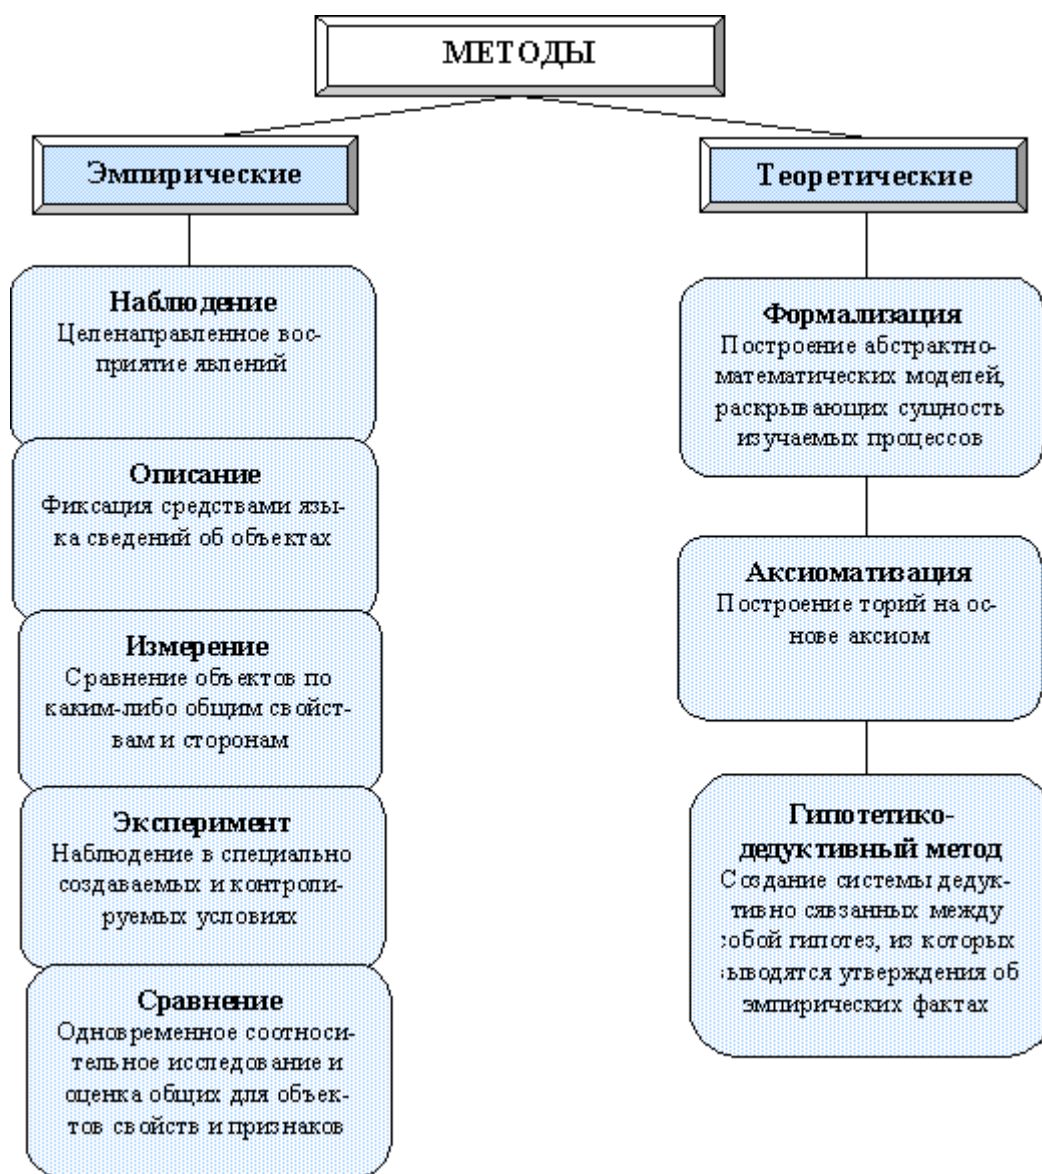 МЕТОДЫ
Эмпирические
Наблюдение
Целенаправленное вос-
приятие явлений
Описание
Фиксация средствами язы-
ка сведений об объектах
Измерение
Сравнение объектов по
каким-либо общим свойст-
вам и сторонам
Эксперимент
Наблюдение в специально
создаваемых и контроли-
руемых условиях
Сравнение
Одновременное соотноси-
тельное исследование и
оценка общих для объек-
тов свойств и признаков
Теоретические
Формализация
Построение абстрактно-
математических моделей,
раскрывающих сущность
изучаемых процессов
Аксиоматизация
Построение торий на ос-
нове аксиом
Гипотетико-
дедуктивный метод
Создание системы дедук-
тивно сявзанных между
собой гипотез, из которых
выводятся утверждения об
эмпирических фактах